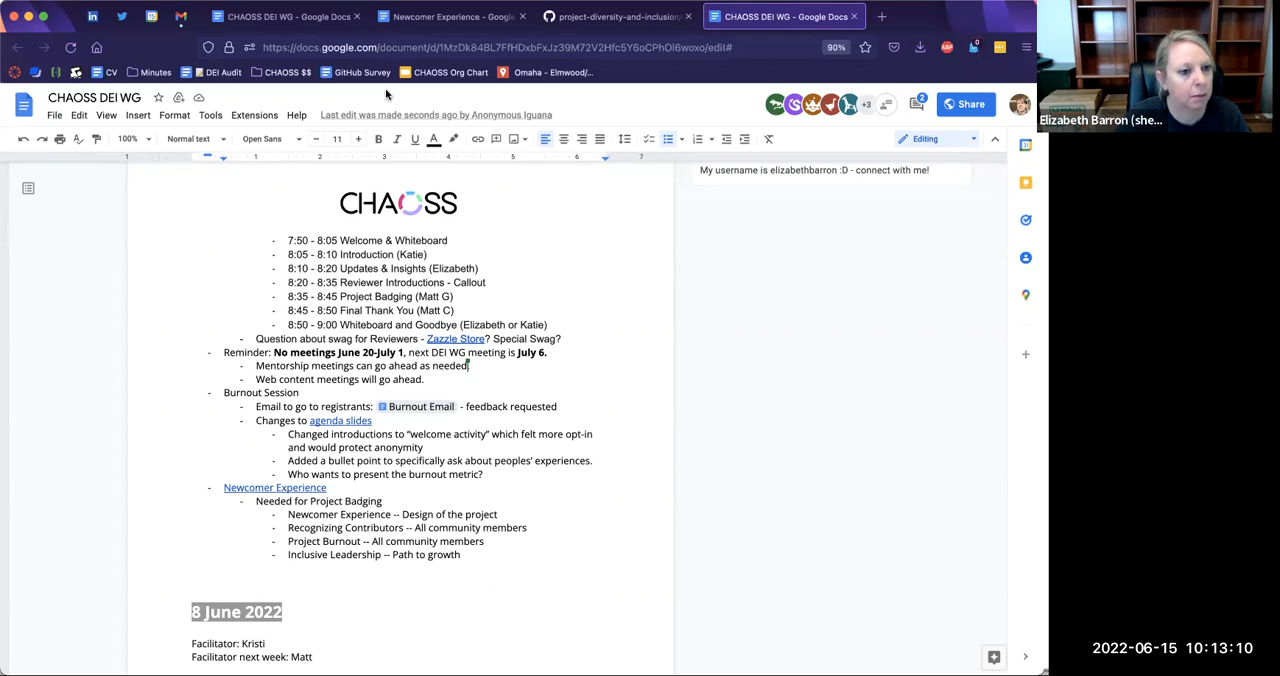 CHAOSS DEI WG - Google Docs
Newcomer Experience - Google
project-diversity-and-inclusion/
CHAOSS DEI WG - Google Docs
https://docs.google.com/document/d/1MzDk84BL7FfHDxbFxJz39M72V2Hfc5Y6oCPhOl6woxo/edit#
90%
CV
Minutes
DEI Audit
CHAOSS $$
GitHub Survey
CHAOSS Org Chart
Omaha - Elmwood/...
CHAOSS DEI WG
File Edit View Insert Format Tools Extensions Help Last edit was made seconds ago by Anonymous Iguana
+3
2
Share
100% Normal text Open Sans 11 Editing
1 1 2 3 4 5 6 7
My username is elizabethbarron :D - connect with me!
CHAOSS
- 7:50 - 8:05 Welcome & Whiteboard
- 8:05 - 8:10 Introduction (Katie)
- 8:10 - 8:20 Updates & Insights (Elizabeth)
- 8:20 - 8:35 Reviewer Introductions - Callout
- 8:35 - 8:45 Project Badging (Matt G)
- 8:45 - 8:50 Final Thank You (Matt C)
- 8:50 - 9:00 Whiteboard and Goodbye (Elizabeth or Katie)
- Question about swag for Reviewers - Zazzle Store? Special Swag?
- Reminder: No meetings June 20-July 1, next DEI WG meeting is July 6.
- Mentorship meetings can go ahead as needed
- Web content meetings will go ahead.
- Burnout Session
- Email to go to registrants: Burnout Email - feedback requested
- Changes to agenda slides
- Changed introductions to “welcome activity” which felt more opt-in
and would protect anonymity
- Added a bullet point to specifically ask about peoples’ experiences.
- Who wants to present the burnout metric?
- Newcomer Experience
- Needed for Project Badging
- Newcomer Experience -- Design of the project
- Recognizing Contributors -- All community members
- Project Burnout -- All community members
- Inclusive Leadership -- Path to growth
8 June 2022
Facilitator: Kristi
Facilitator next week: Matt
Elizabeth Barron (she...
2022-06-15 10:13:10